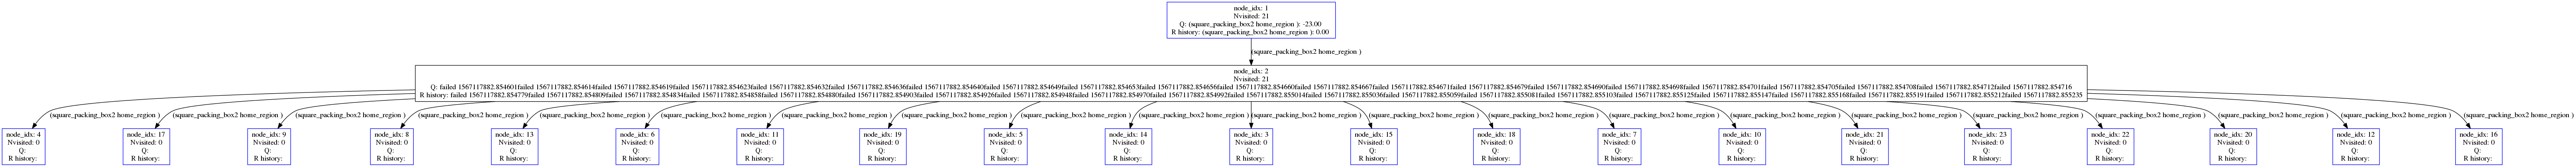 node_idx: 1
Nvisited: 21
Q: (square_packing_box2 home_region ): -23.00
R history: (square_packing_box2 home_region ): 0.00
(square_packing_box2 home_region )
node_idx: 2
Nvisited: 21
Q: failed 1567117882.854601failed 1567117882.854614failed 1567117882.854619failed 1567117882.854623failed 1567117882.854632failed 1567117882.854636failed 1567117882.854640failed 1567117882.854649failed 1567117882.854653failed 1567117882.854656failed 1567117882.854660failed 1567117882.854667failed 1567117882.854671failed 1567117882.854679failed 1567117882.854690failed 1567117882.854698failed 1567117882.854701failed 1567117882.854705failed 1567117882.854708failed 1567117882.854712failed 1567117882.854716
R history: failed 1567117882.854779failed 1567117882.854809failed 1567117882.854834failed 1567117882.854858failed 1567117882.854880failed 1567117882.854903failed 1567117882.854926failed 1567117882.854948failed 1567117882.854970failed 1567117882.854992failed 1567117882.855014failed 1567117882.855036failed 1567117882.855059failed 1567117882.855081failed 1567117882.855103failed 1567117882.855125failed 1567117882.855147failed 1567117882.855168failed 1567117882.855191failed 1567117882.855212failed 1567117882.855235
(square_packing_box2 home_region )
node_idx: 4
Nvisited: 0
Q:
R history:
(square_packing_box2 home_region )
node_idx: 17
Nvisited: 0
Q:
R history:
(square_packing_box2 home_region )
node_idx: 9
Nvisited: 0
Q:
R history:
(square_packing_box2 home_region )
node_idx: 8
Nvisited: 0
Q:
R history:
(square_packing_box2 home_region )
node_idx: 13
Nvisited: 0
Q:
R history:
(square_packing_box2 home_region )
node_idx: 6
Nvisited: 0
Q:
R history:
(square_packing_box2 home_region )
node_idx: 11
Nvisited: 0
Q:
R history:
(square_packing_box2 home_region )
node_idx: 19
Nvisited: 0
Q:
R history:
(square_packing_box2 home_region )
node_idx: 5
Nvisited: 0
Q:
R history:
(square_packing_box2 home_region )
node_idx: 14
Nvisited: 0
Q:
R history:
(square_packing_box2 home_region )
node_idx: 3
Nvisited: 0
Q:
R history:
(square_packing_box2 home_region )
node_idx: 15
Nvisited: 0
Q:
R history:
(square_packing_box2 home_region )
node_idx: 18
Nvisited: 0
Q:
R history:
(square_packing_box2 home_region )
node_idx: 7
Nvisited: 0
Q:
R history:
(square_packing_box2 home_region )
node_idx: 10
Nvisited: 0
Q:
R history:
(square_packing_box2 home_region )
node_idx: 21
Nvisited: 0
Q:
R history:
(square_packing_box2 home_region )
node_idx: 23
Nvisited: 0
Q:
R history:
(square_packing_box2 home_region )
node_idx: 22
Nvisited: 0
Q:
R history:
(square_packing_box2 home_region )
node_idx: 20
Nvisited: 0
Q:
R history:
(square_packing_box2 home_region )
node_idx: 12
Nvisited: 0
Q:
R history:
(square_packing_box2 home_region )
node_idx: 16
Nvisited: 0
Q:
R history: